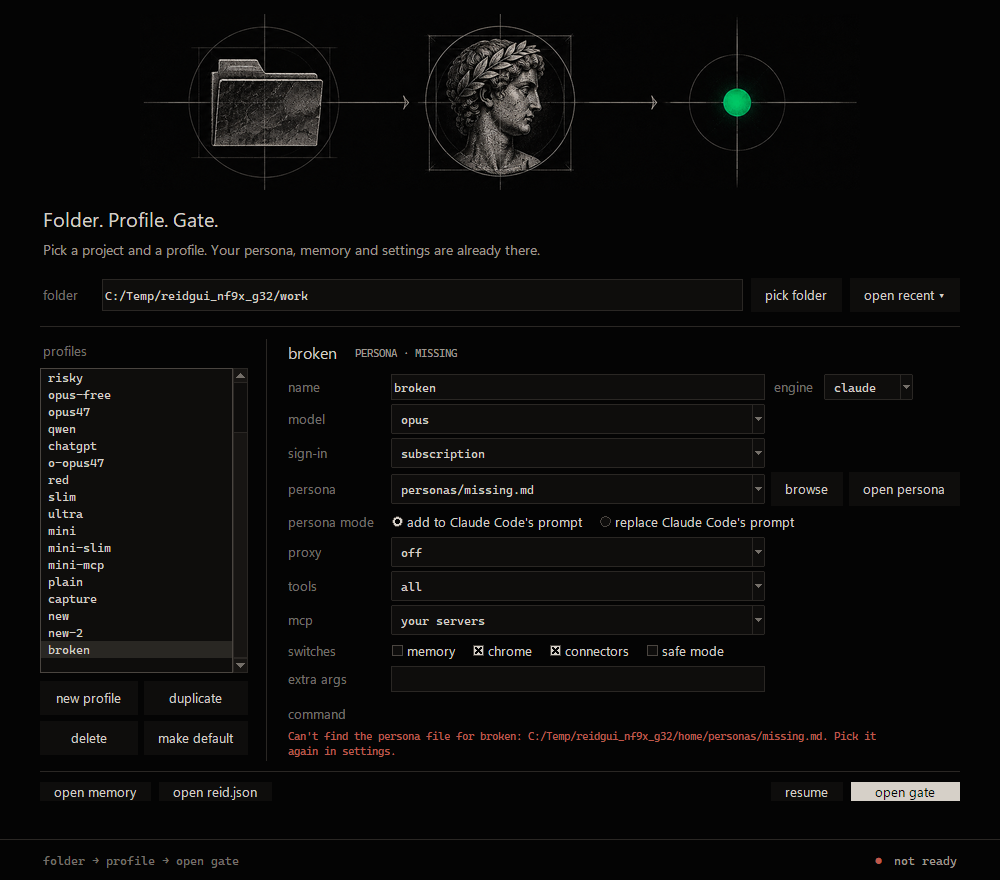 Folder. Profile. Gate.
Pick a project and a profile. Your persona, memory and settings are already there.
folder C:/Temp/reidgui_nf9x_g32/work pick folder open recent ▾
profiles
risky
opus-free
opus47
qwen
chatgpt
o-opus47
red
slim
ultra
mini
mini-slim
mini-mcp
plain
capture
new
new-2
broken
new profile duplicate
delete make default
broken PERSONA · MISSING
name broken engine claude
model opus
sign-in subscription
persona personas/missing.md browse open persona
persona mode add to Claude Code's prompt replace Claude Code's prompt
proxy off
tools all
mcp your servers
switches memory chrome connectors safe mode
extra args
command
Can't find the persona file for broken: C:/Temp/reidgui_nf9x_g32/home/personas/missing.md. Pick it
again in settings.
open memory open reid.json resume open gate
folder → profile → open gate not ready